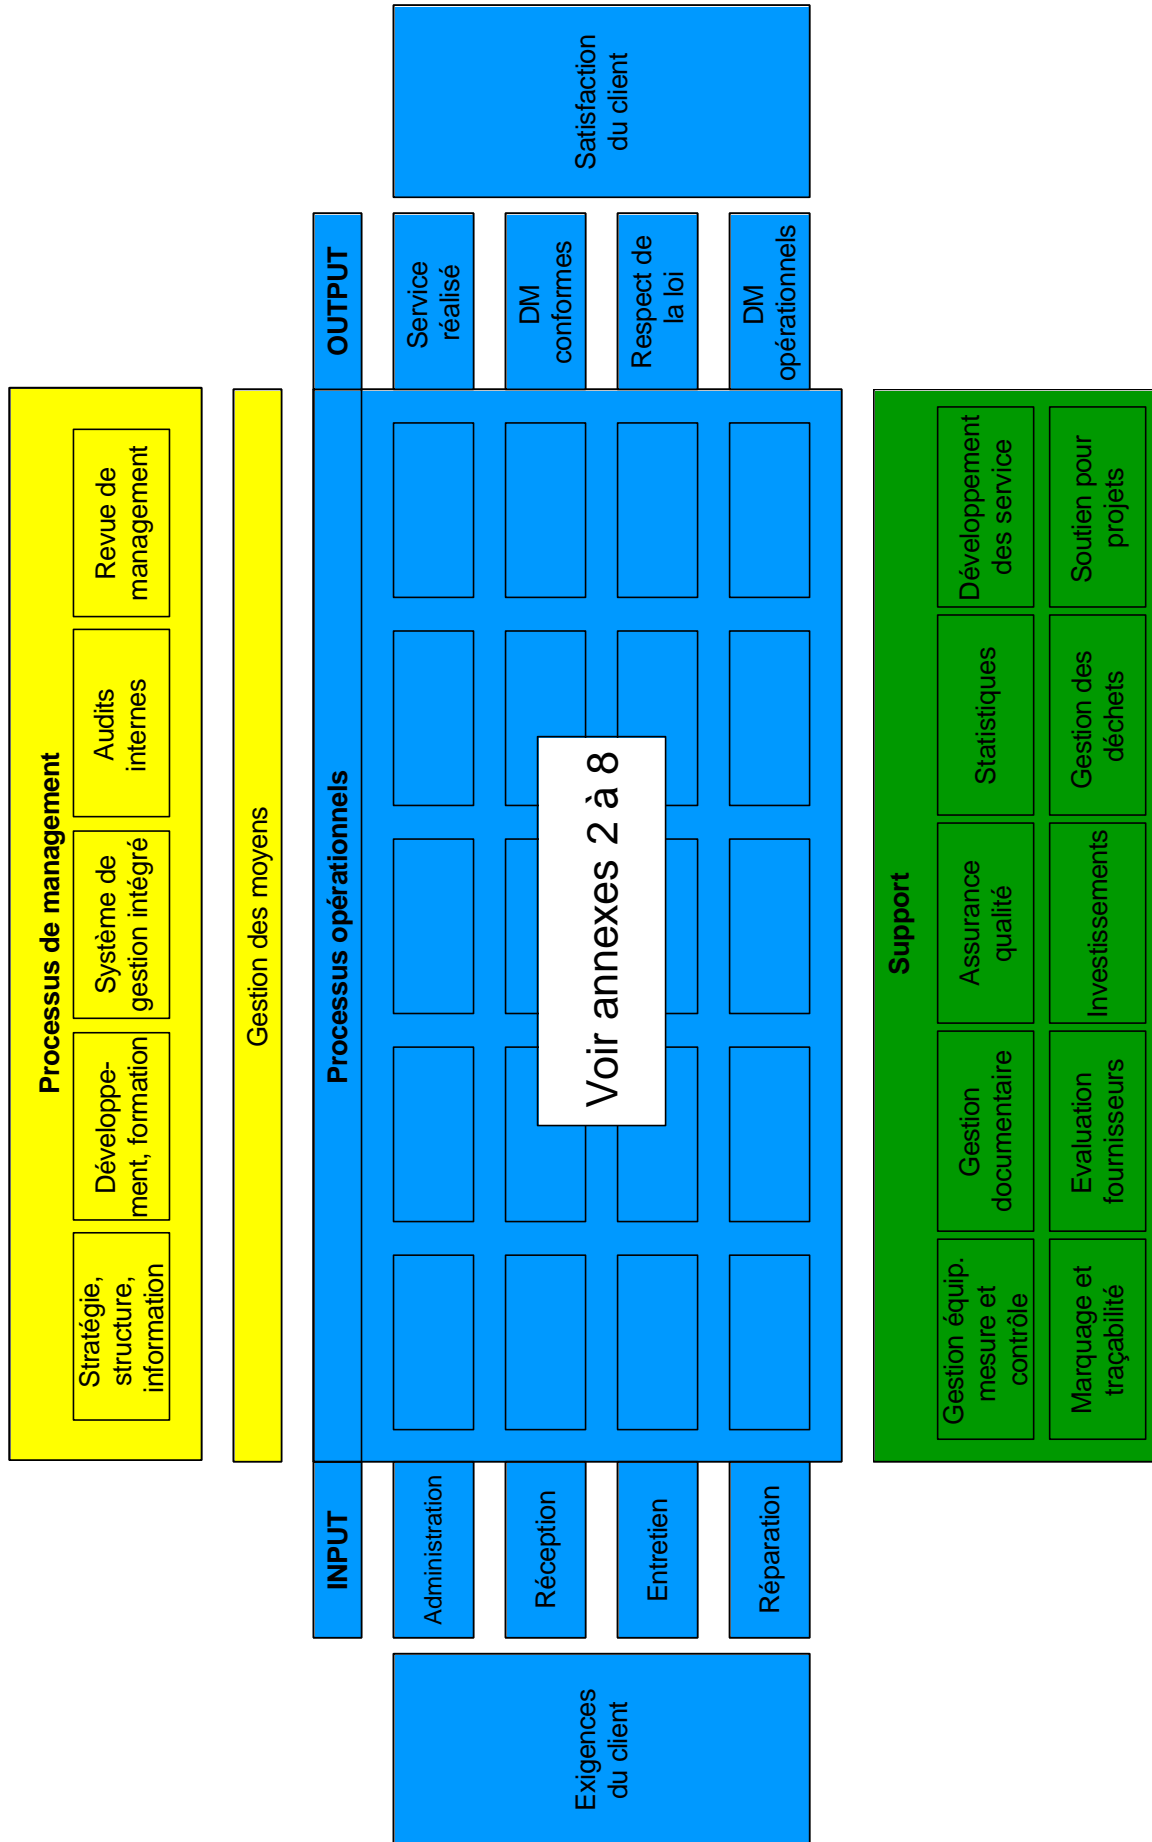 Processus de management
Stratégie,
structure,
information
Développe-
ment, formation
Système de
gestion intégré
Audits
internes
Revue de
management
Gestion des moyens
INPUT
Processus opérationnels
OUTPUT
Exigences
du client
Administration
Réception
Entretien
Réparation
Voir annexes 2 à 8
Service
réalisé
DM
conformes
Respect de
la loi
DM
opérationnels
Satisfaction
du client
Support
Gestion équip.
mesure et
contrôle
Gestion
documentaire
Assurance
qualité
Statistiques
Développement
des service
Marquage et
traçabilité
Evaluation
fournisseurs
Investissements
Gestion des
déchets
Soutien pour
projets